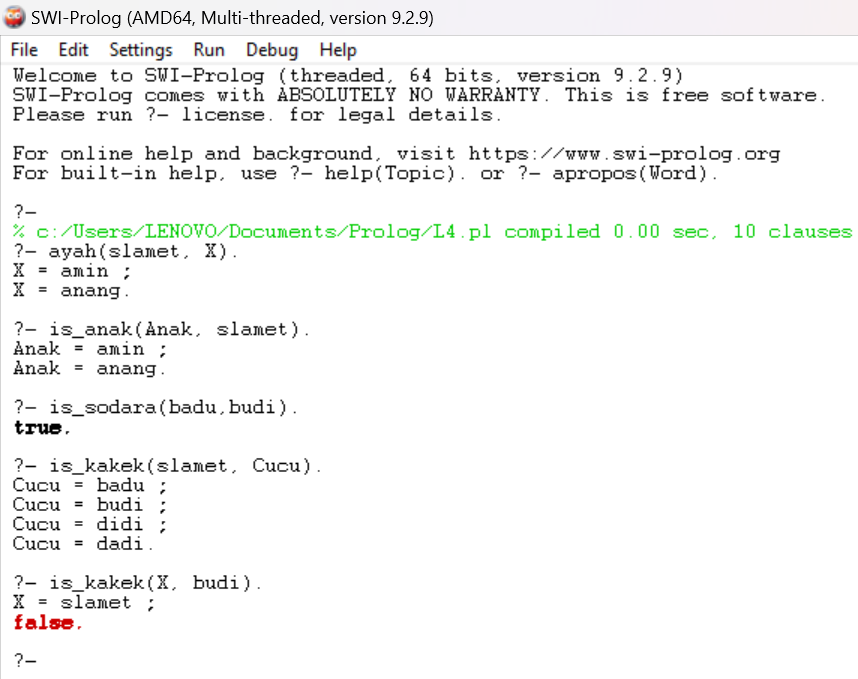 SWI-Prolog (AMD64, Multi-threaded, version 9.2.9)
File Edit Settings Run Debug Help
Welcome to SWI-Prolog (threaded, 64 bits, version 9.2.9)
SWI-Prolog comes with ABSOLUTELY NO WARRANTY. This is free software.
Please run ?- license. for legal details.
For online help and background, visit https://www.swi-prolog.org
For built-in help, use ?- help(Topic). or ?- apropos(Word).
?-
% c:/Users/LENOVO/Documents/Prolog/L4.pl compiled 0.00 sec, 10 clauses
?- ayah(slamet, X).
X = amin ;
X = anang.
?- is_anak(Anak, slamet).
Anak = amin ;
Anak = anang.
?- is_sodara(badu,budi).
true.
?- is_kakek(slamet, Cucu).
Cucu = badu ;
Cucu = budi ;
Cucu = didi ;
Cucu = dadi.
?- is_kakek(X, budi).
X = slamet ;
false.
?-